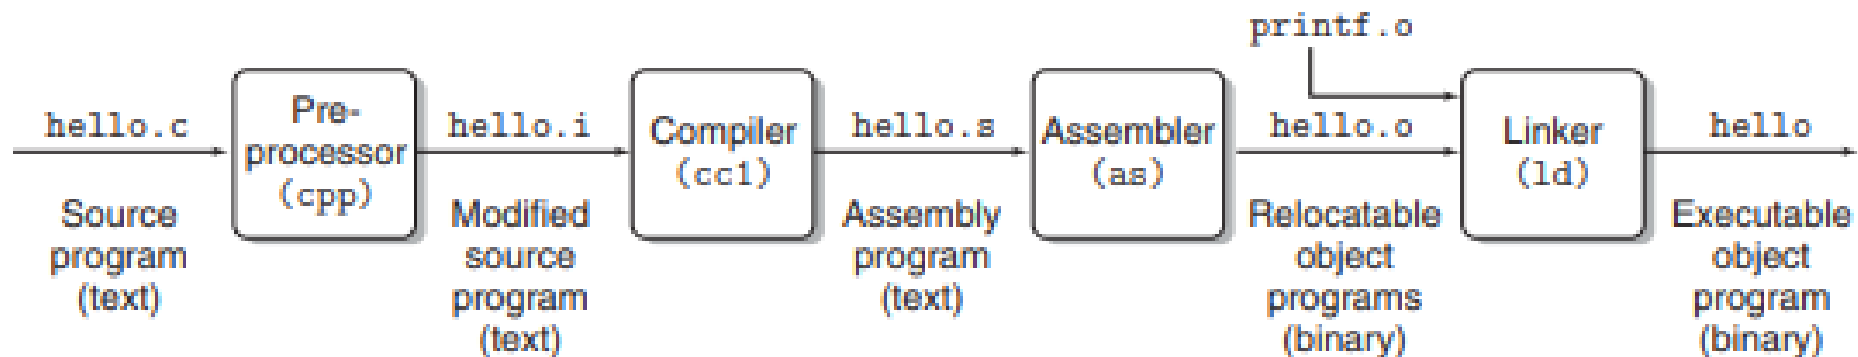 printf.o
hello.c
Pre-
processor
(cpp)
hello.i
Compiler
(cc1)
hello.s
Assembler
(as)
hello.o
Linker
(ld)
hello
Source
program
(text)
Modified
source
program
(text)
Assembly
program
(text)
Relocatable
object
programs
(binary)
Executable
object
program
(binary)